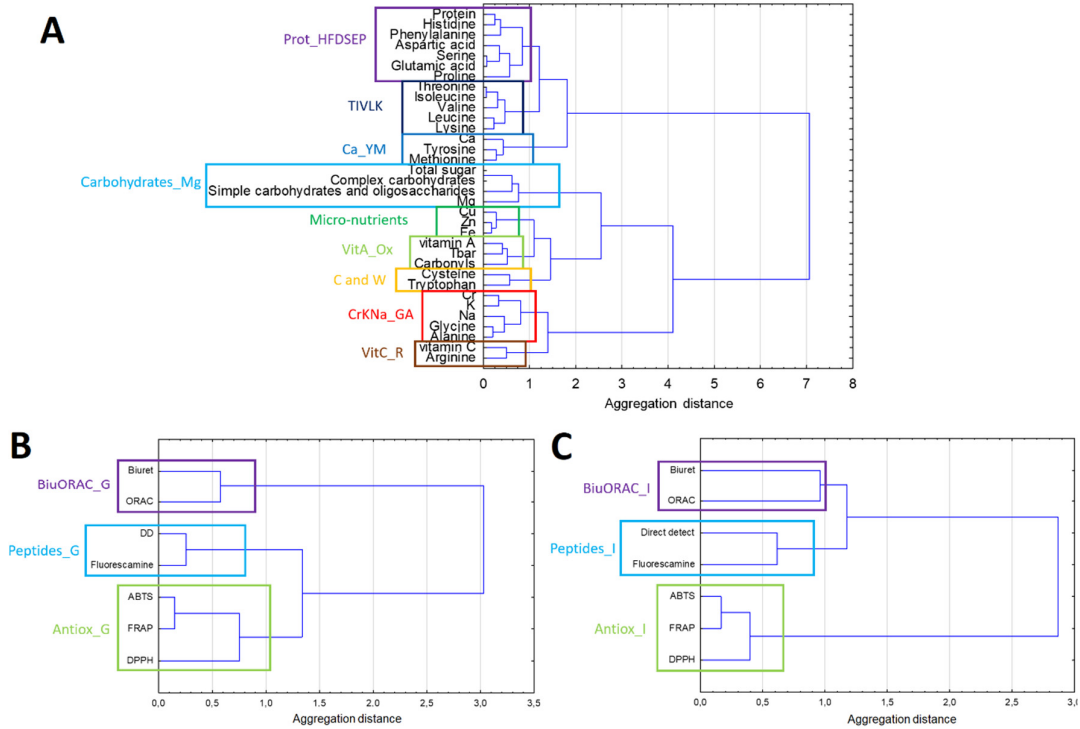 A
Prot_HFDSEP
Protein
Histidine
Phenylalanine
Aspartic acid
Serine
Glutamic acid
Proline
TIVLK
Threonine
Isoleucine
Valine
Leucine
Lysine
Ca_YM
Ca
Tyrosine
Methionine
Carbohydrates_Mg
Total sugar
Complex carbohydrates
Simple carbohydrates and oligosaccharides
Mg
Micro-nutrients
Cu
Zn
Fe
VitA_Ox
vitamin A
Tbar
Carbonyls
C and W
Cysteine
Tryptophan
CrKNa_GA
Cr
K
Na
Glycine
Alanine
VitC_R
vitamin C
Arginine
0 1 2 3 4 5 6 7 8
Aggregation distance
B
BiuORAC_G
Biuret
ORAC
Peptides_G
DD
Fluorescamine
Antiox_G
ABTS
FRAP
DPPH
0,0 0,5 1,0 1,5 2,0 2,5 3,0 3,5
Aggregation distance
C
BiuORAC_I
Biuret
ORAC
Peptides_I
Direct detect
Fluorescamine
Antiox_I
ABTS
FRAP
DPPH
0,0 0,5 1,0 1,5 2,0 2,5 3,0
Aggregation distance